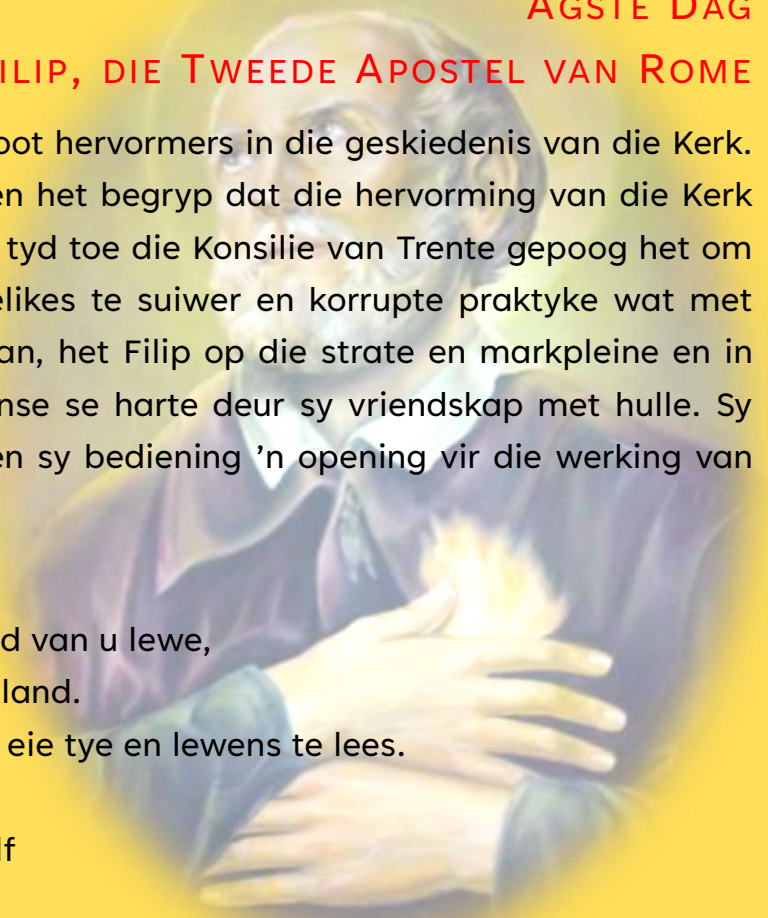 AGSTE DAG
ILIP, DIE TWEEDE APOSTEL VAN ROME
oot hervormers in die geskiedenis van die Kerk.
en het begryp dat die hervorming van die Kerk
tyd toe die Konsilie van Trente gepoog het om
elikes te suiwer en korrupte praktyke wat met
an, het Filip op die strate en markpleine en in
nse se harte deur sy vriendskap met hulle. Sy
en sy bediening ’n opening vir die werking van
d van u lewe,
land.
eie tye en lewens te lees.
lf